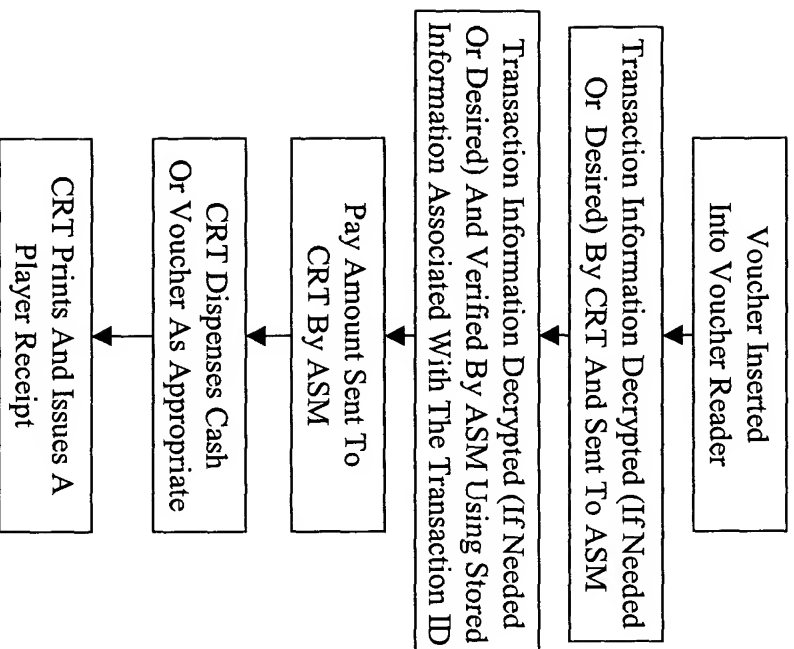 Voucher Inserted
Into Voucher Reader
Transaction Information Decrypted (If Needed
Or Desired) By CRT And Sent To ASM
Transaction Information Decrypted (If Needed
Or Desired) And Verified By ASM Using Stored
Information Associated With The Transaction ID
Pay Amount Sent To
CRT By ASM
CRT Dispenses Cash
Or Voucher As Appropriate
CRT Prints And Issues A
Player Receipt